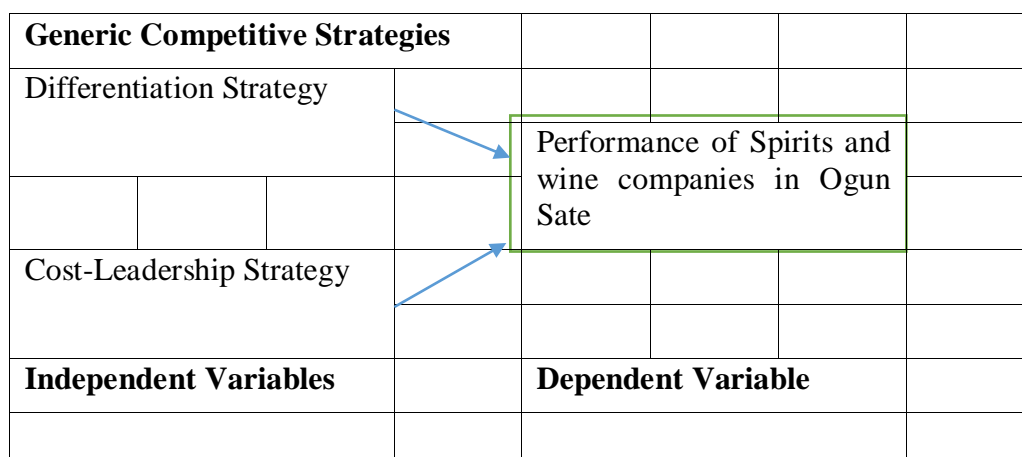 Generic Competitive Strategies
Differentiation Strategy
Performance of Spirits and
wine companies in Ogun
Sate
Cost-Leadership Strategy
Independent Variables
Dependent Variable